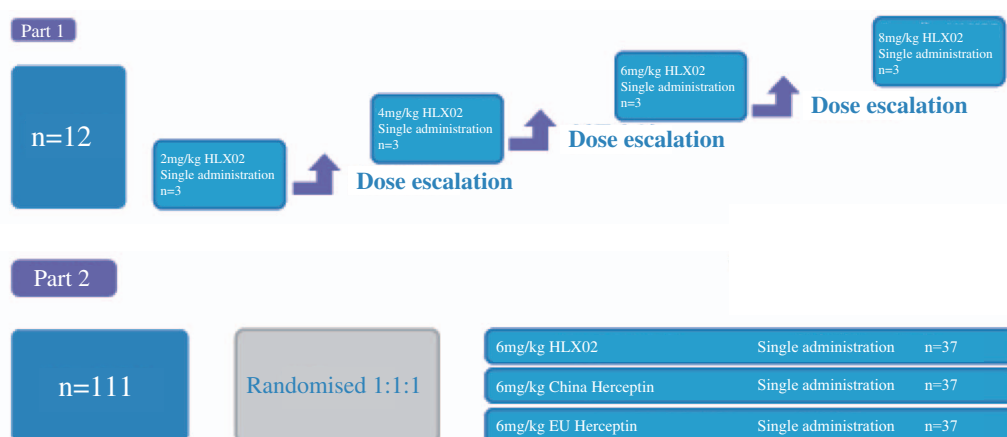 Part 1
n=12
2mg/kg HLX02
Single administration
n=3
Dose escalation
4mg/kg HLX02
Single administration
n=3
Dose escalation
6mg/kg HLX02
Single administration
n=3
Dose escalation
8mg/kg HLX02
Single administration
n=3
Part 2
n=111
Randomised 1:1:1
6mg/kg HLX02 Single administration n=37
6mg/kg China Herceptin Single administration n=37
6mg/kg EU Herceptin Single administration n=37